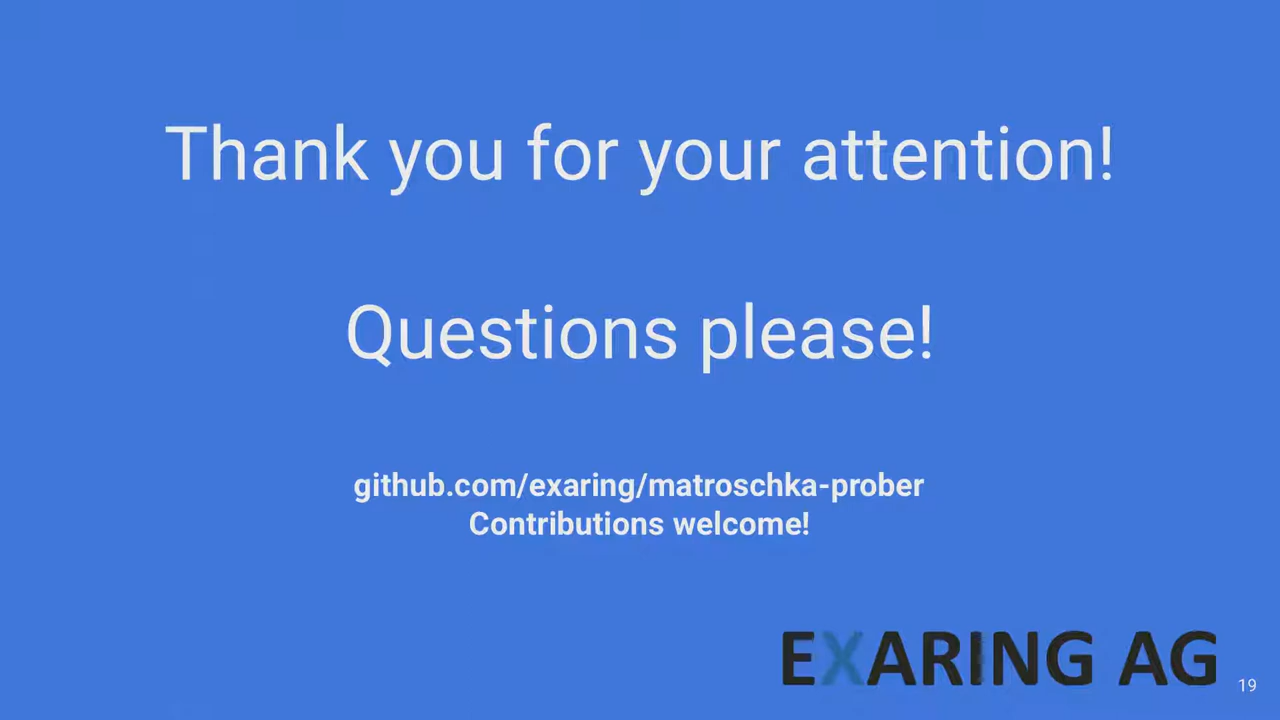 Thank you for your attention!
Questions please!
github.com/exaring/matroschka-prober
Contributions welcome!
EXARING AG
19